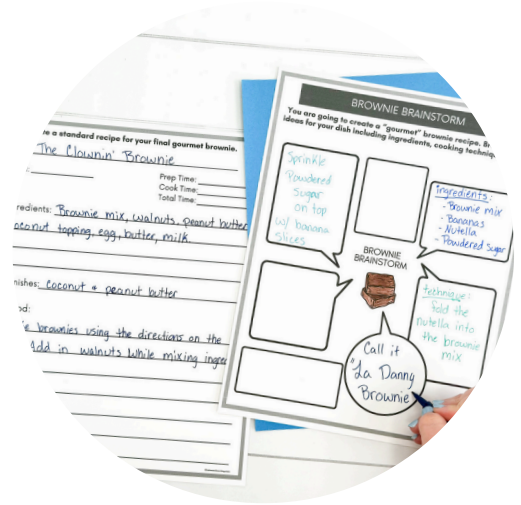 e a standard recipe for your final gourmet brownie.
The Clownin' Brownie
Prep Time:
Cook Time:
Total Time:
redients: Brownie mix, walnuts, peanut butter
coconut topping, egg, butter, milk
nishes: Coconut & peanut butter
od:
brownies using the directions on the
Add in walnuts while mixing ingre
BROWNIE BRAINSTORM
You are going to create a "gourmet" brownie recipe. Br
ideas for your dish including ingredients, cooking techniq
Sprinkle
Powdered
Sugar
on top
w/ banana
slices
Ingredients:
- Brownie mix
- Bananas
- Nutella
- Powdered sugar
BROWNIE
BRAINSTORM
technique:
fold the
nutella into
the brownie
mix
Call it
"La Danny
Brownie